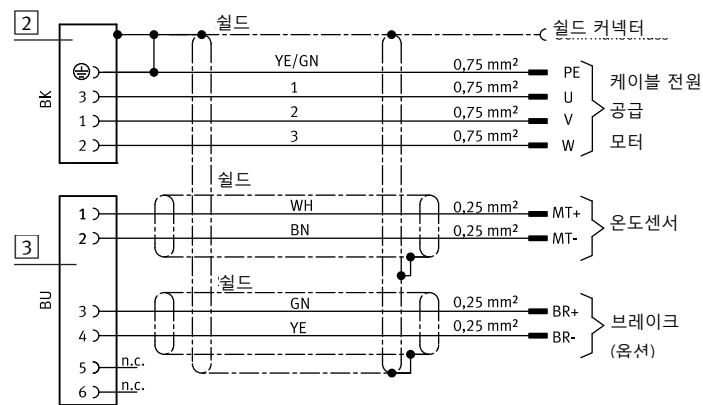 2
쉴드
쉴드 커넥터
BK
YE/GN 0,75 mm² PE
3 1 0,75 mm² U
1 2 0,75 mm² V
2 3 0,75 mm² W
케이블 전원
공급
모터
쉴드
1 WH 0,25 mm² MT+
2 BN 0,25 mm² MT-
온도센서
3
BU
쉴드
3 GN 0,25 mm² BR+
4 YE 0,25 mm² BR-
브레이크
(옵션)
5 n.c.
6 n.c.